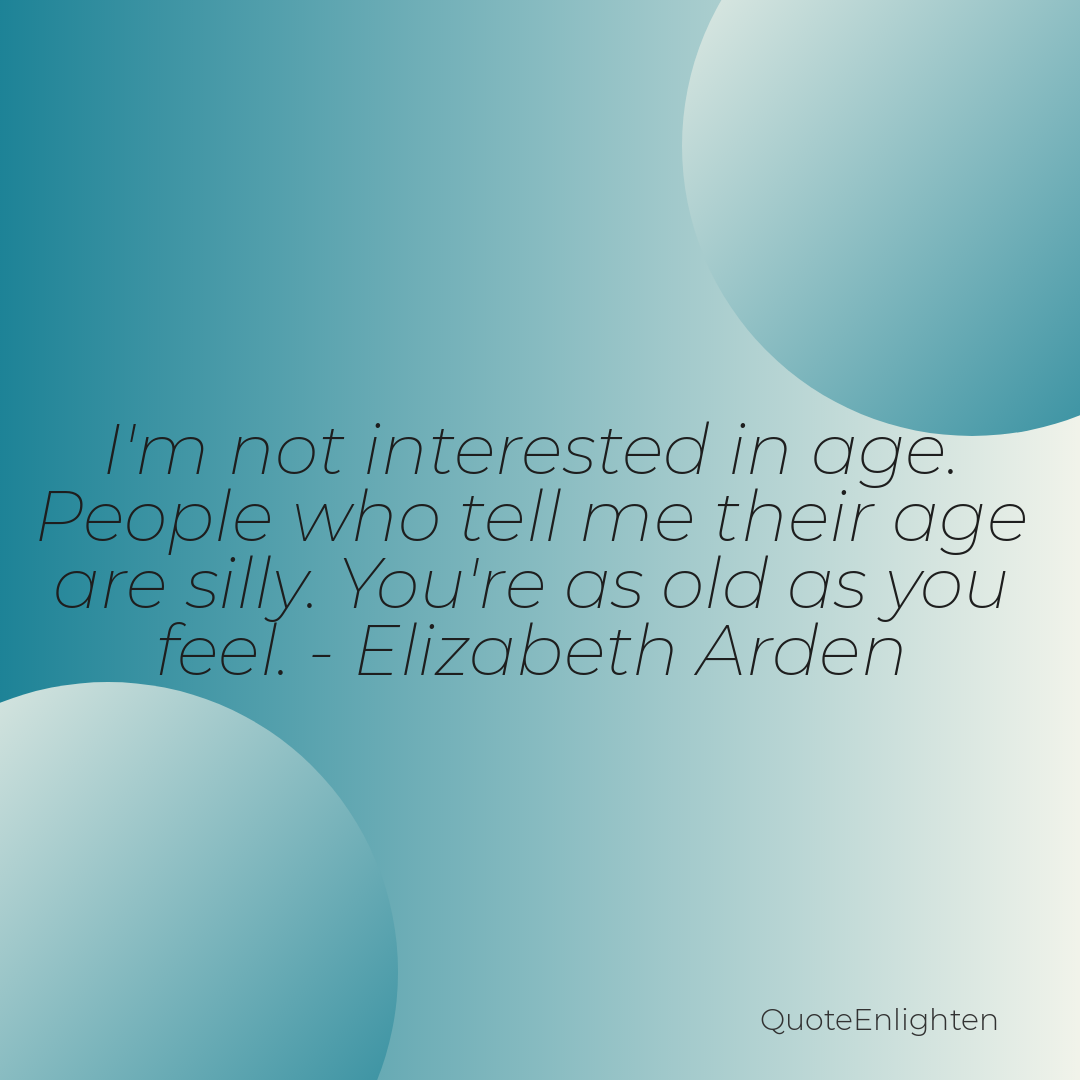 I'm not interested in age.
People who tell me their age
are silly. You're as old as you
feel. - Elizabeth Arden
QuoteEnlighten